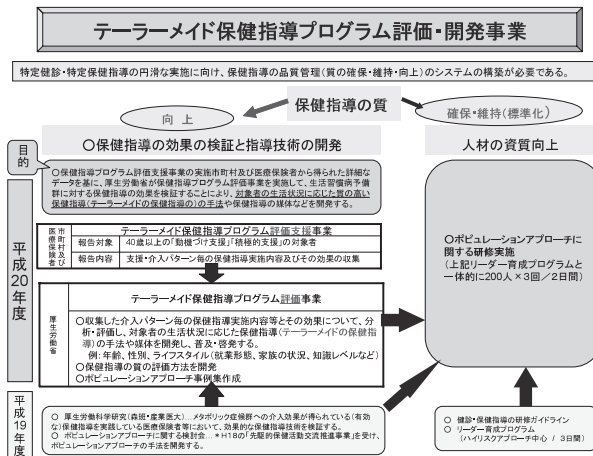 テーラーメイド保健指導プログラム評価・開発事業
特定健診・特定保健指導の円滑な実施に向け、保健指導の品質管理(質の確保・維持・向上)のシステムの構築が必要である。
保健指導の質
向 上
確保・維持(標準化)
○保健指導の効果の検証と指導技術の開発
人材の資質向上
目的
○保健指導プログラム評価支援事業の実施市町村及び医療保険者から得られた詳細な
データを基に、厚生労働省が保健指導プログラム評価事業を実施して、生活習慣病予備
群に対する保健指導の効果を検証することにより、対象者の生活状況に応じた質の高い
保健指導(テーラーメイドの保健指導の)の手法や保健指導の媒体などを開発する。
平成20年度
市町村及び医療保険者
テーラーメイド保健指導プログラム評価支援事業
報告対象 40歳以上の「動機づけ支援」「積極的支援」の対象者
報告内容 支援・介入パターン毎の保健指導実施内容及びその効果の収集
厚生労働省
テーラーメイド保健指導プログラム評価事業
○収集した介入パターン毎の保健指導実施内容等とその効果について、分
析・評価し、対象者の生活状況に応じた保健指導(テーラーメイドの保健指導)
の手法や媒体を開発し、普及・啓発する。
例:年齢、性別、ライフスタイル(就業形態、家族の状況、知識レベルなど)
○保健指導の質の評価方法を開発
○ポピュレーションアプローチ事例集作成
○ポピュレーションアプローチに
関する研修実施
(上記リーダー育成プログラムと
一体的に200人×3回/2日間)
平成19年度
○ 厚生労働科学研究(森班・産業医大)…メタボリック症候群への介入効果が得られている(有効
な)保健指導を実践している医療保険者等において、効果的な保健指導技術を検証する。
○ ポピュレーションアプローチに関する検討会…*H18の「先駆的保健活動交流推進事業」を受け、
ポピュレーションアプローチの手法を開発する。
○ 健診・保健指導の研修ガイドライン
○ リーダー育成プログラム
(ハイリスクアプローチ中心 / 3日間)